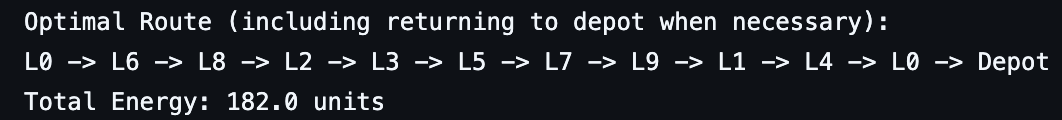 Optimal Route (including returning to depot when necessary):
L0 -> L6 -> L8 -> L2 -> L3 -> L5 -> L7 -> L9 -> L1 -> L4 -> L0 -> Depot
Total Energy: 182.0 units